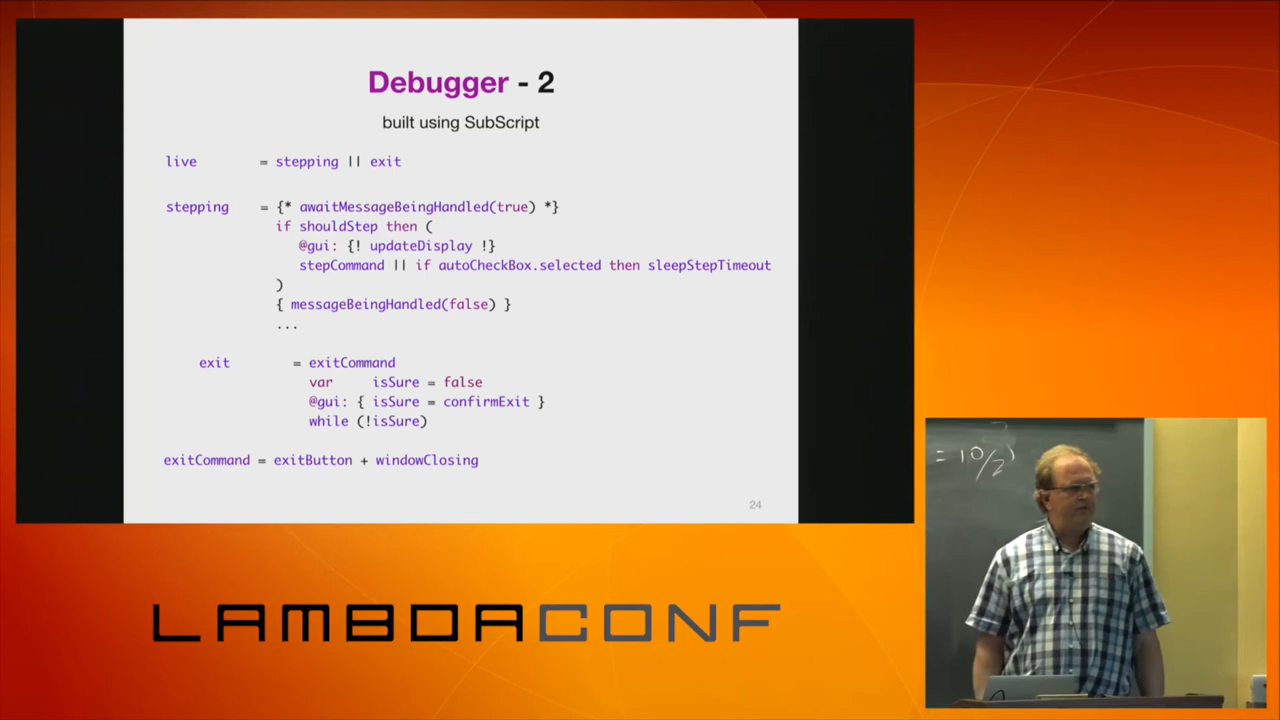 Debugger - 2
built using SubScript
live = stepping || exit
stepping = {* awaitMessageBeingHandled(true) *}
if shouldStep then (
@gui: {! updateDisplay !}
stepCommand || if autoCheckBox.selected then sleepStepTimeout
)
{ messageBeingHandled(false) }
...
exit = exitCommand
var isSure = false
@gui: { isSure = confirmExit }
while (!isSure)
exitCommand = exitButton + windowClosing
24
= 10/2)
LAMBDACONF